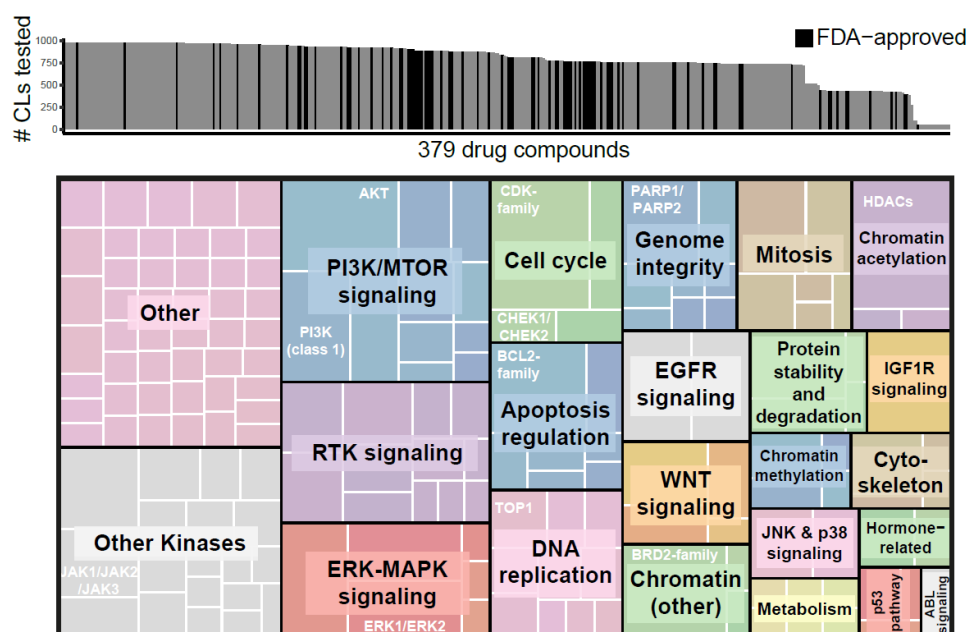 FDA−approved
# CLs tested
1000
750
500
250
0
379 drug compounds
Other
Other Kinases
JAK1/JAK2
/JAK3
AKT
PI3K/MTOR
signaling
PI3K
(class 1)
RTK signaling
ERK-MAPK
signaling
ERK1/ERK2
CDK-
family
Cell cycle
CHEK1/
CHEK2
BCL2-
family
Apoptosis
regulation
TOP1
DNA
replication
PARP1/
PARP2
Genome
integrity
Mitosis
HDACs
Chromatin
acetylation
EGFR
signaling
Protein
stability
and
degradation
IGF1R
signaling
WNT
signaling
Chromatin
methylation
Cyto-
skeleton
BRD2-family
Chromatin
(other)
JNK & p38
signaling
Hormone−
related
Metabolism
p53
pathway
ABL
signaling